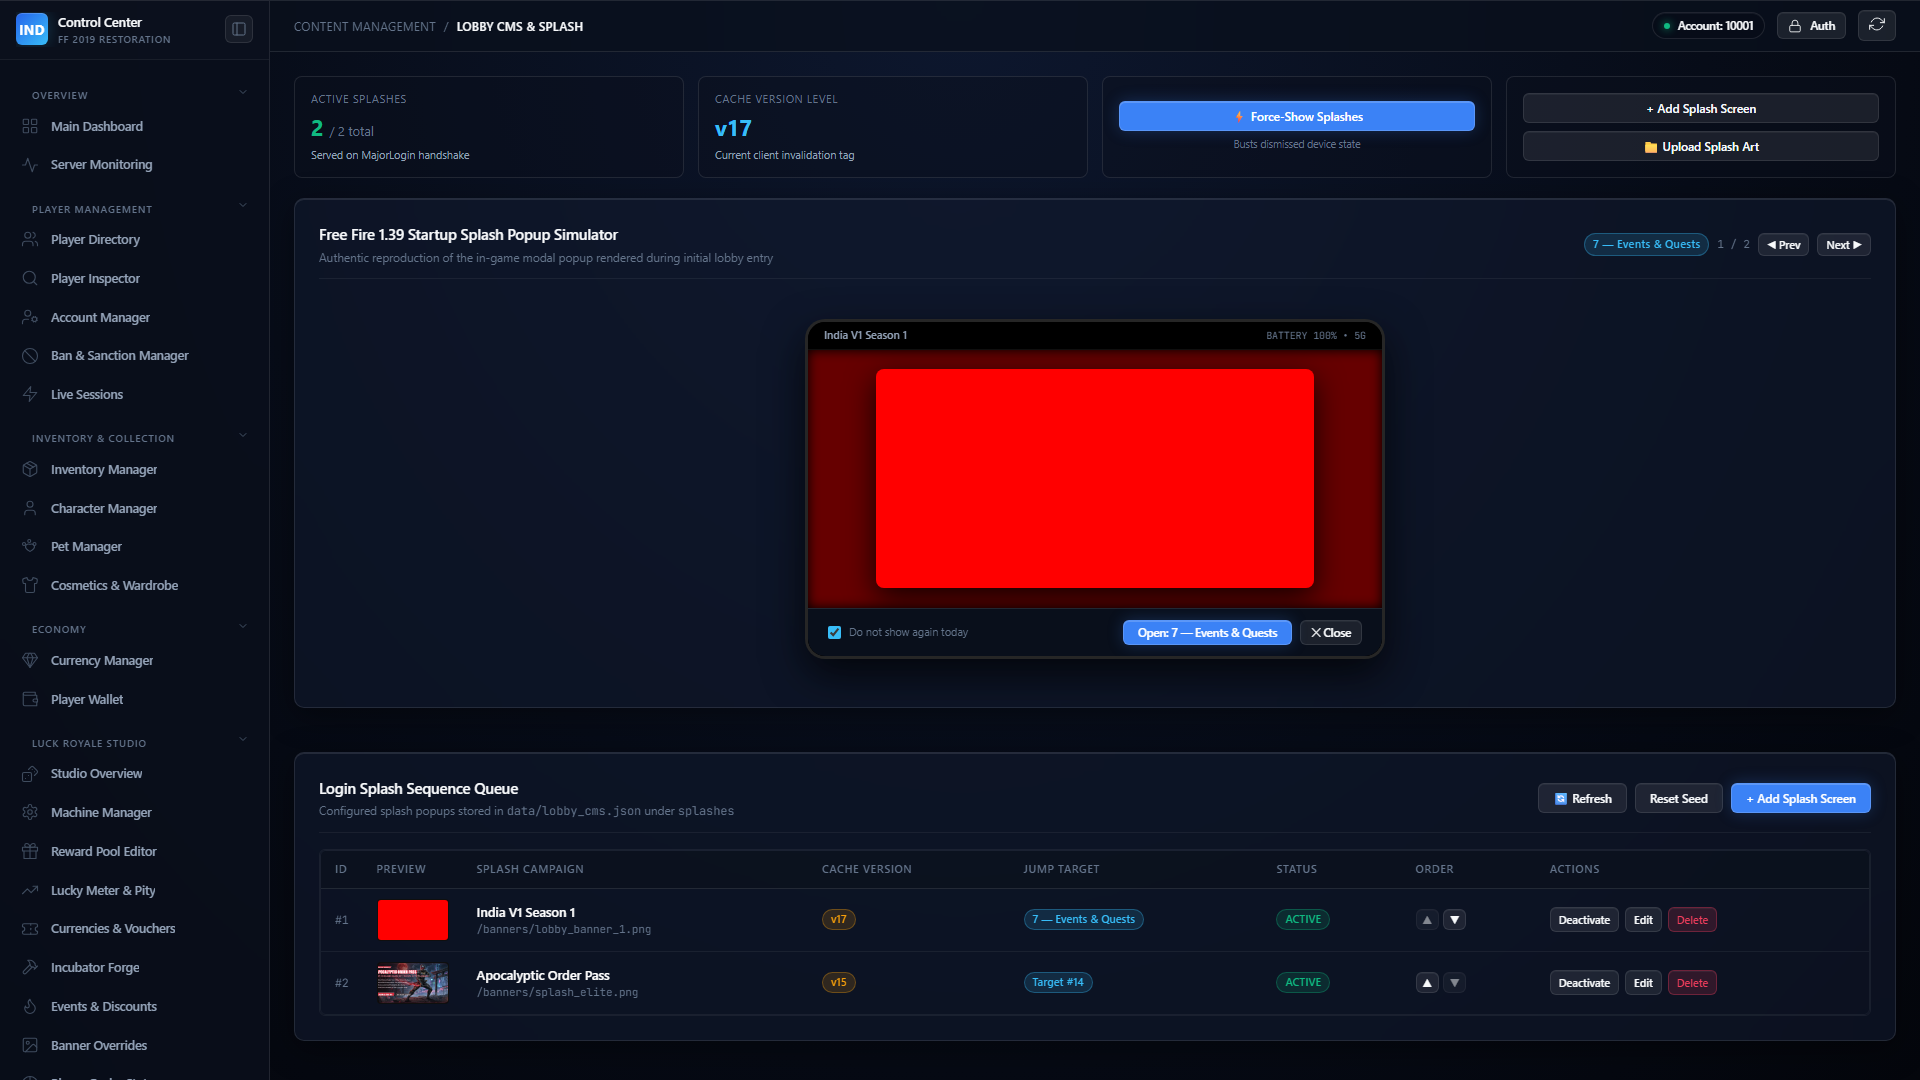 IND
Control Center
FF 2019 RESTORATION
OVERVIEW
Main Dashboard
Server Monitoring
PLAYER MANAGEMENT
Player Directory
Player Inspector
Account Manager
Ban & Sanction Manager
Live Sessions
INVENTORY & COLLECTION
Inventory Manager
Character Manager
Pet Manager
Cosmetics & Wardrobe
ECONOMY
Currency Manager
Player Wallet
LUCK ROYALE STUDIO
Studio Overview
Machine Manager
Reward Pool Editor
Lucky Meter & Pity
Currencies & Vouchers
Incubator Forge
Events & Discounts
Banner Overrides
CONTENT MANAGEMENT / LOBBY CMS & SPLASH
Account: 10001
Auth
ACTIVE SPLASHES
2 / 2 total
Served on MajorLogin handshake
CACHE VERSION LEVEL
v17
Current client invalidation tag
Force-Show Splashes
Busts dismissed device state
+ Add Splash Screen
Upload Splash Art
Free Fire 1.39 Startup Splash Popup Simulator
Authentic reproduction of the in-game modal popup rendered during initial lobby entry
7 — Events & Quests 1 / 2 ◀ Prev Next ▶
India V1 Season 1
BATTERY 100% • 5G
Do not show again today
Open: 7 — Events & Quests
✕ Close
Login Splash Sequence Queue
Configured splash popups stored in data/lobby_cms.json under splashes
Refresh
Reset Seed
+ Add Splash Screen
ID PREVIEW SPLASH CAMPAIGN CACHE VERSION JUMP TARGET STATUS ORDER ACTIONS
#1 India V1 Season 1 v17 7 — Events & Quests ACTIVE ▲ ▼ Deactivate Edit Delete
/banners/lobby_banner_1.png
#2 Apocalyptic Order Pass v15 Target #14 ACTIVE ▲ ▼ Deactivate Edit Delete
/banners/splash_elite.png